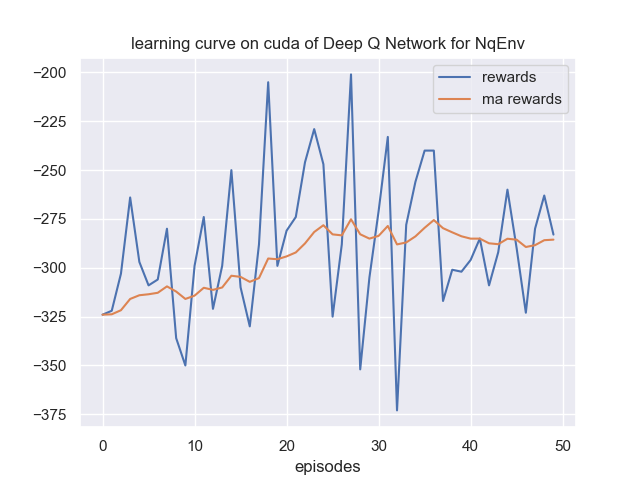 learning curve on cuda of Deep Q Network for NqEnv
rewards
ma rewards
−200
−225
−250
−275
−300
−325
−350
−375
0 10 20 30 40 50
episodes